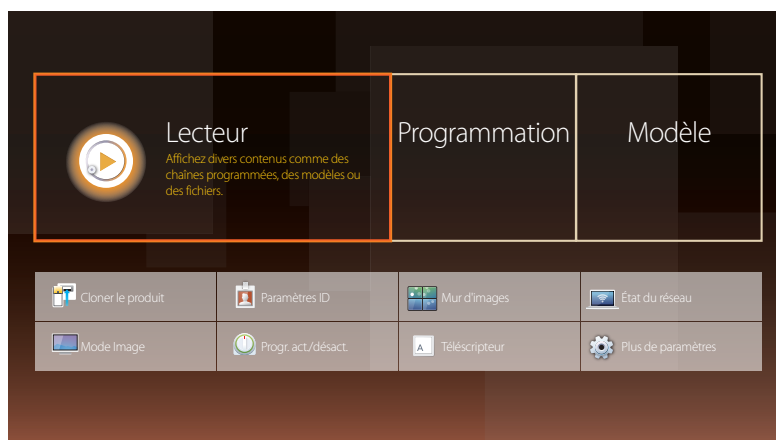 Lecteur
Affichez divers contenus comme des
chaînes programmées, des modèles ou
des fichiers.
Programmation
Modèle
Cloner le produit
Paramètres ID
Mur d'images
État du réseau
Mode Image
Progr. act./désact.
A
Téléscripteur
Plus de paramètres